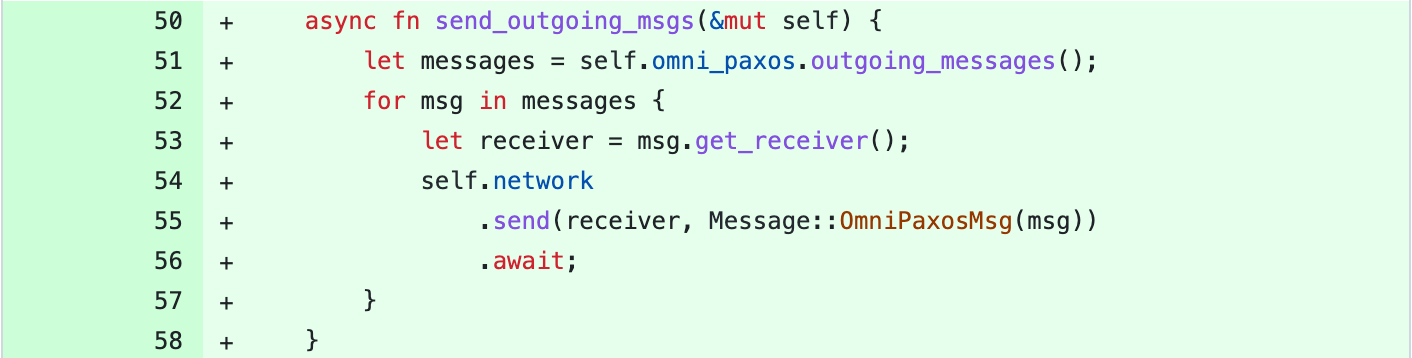 50 + async fn send_outgoing_msgs(&mut self) {
51 + let messages = self.omni_paxos.outgoing_messages();
52 + for msg in messages {
53 + let receiver = msg.get_receiver();
54 + self.network
55 + .send(receiver, Message::OmniPaxosMsg(msg))
56 + .await;
57 + }
58 + }